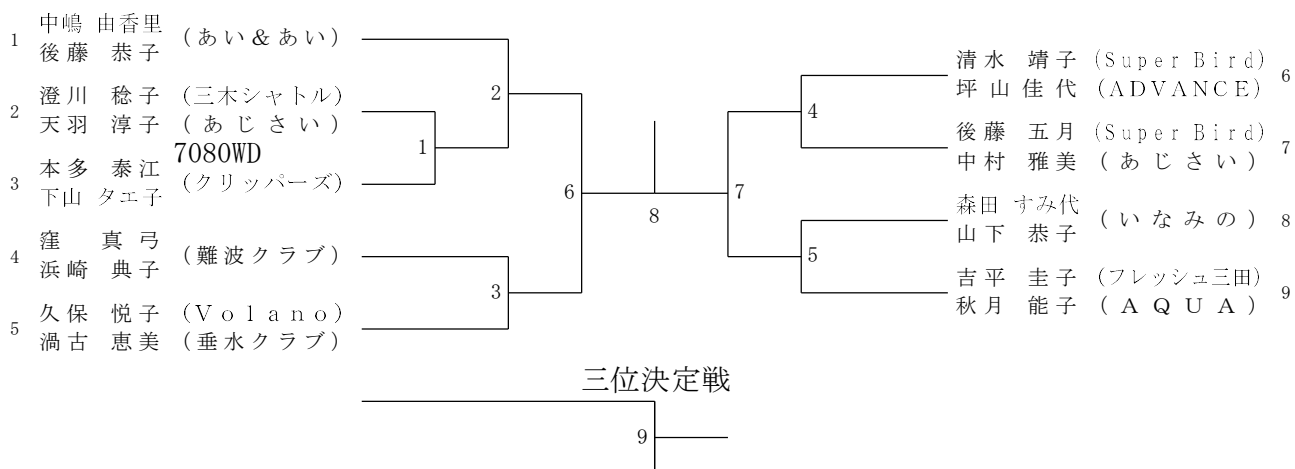 1 中嶋 由香里 (あい&あい)
後藤 恭子
2 澄川 稔子 (三木シャトル)
天羽 淳子 (あじさい)
7080WD
3 本多 泰江 (クリッパーズ)
下山 タエ子
4 窪 真弓 (難波クラブ)
浜崎 典子
5 久保 悦子 (Volano)
渦古 恵美 (垂水クラブ)
2
1
6
3
8
7
4
5
清水 靖子 (Super Bird) 6
坪山佳代 (ADVANCE)
後藤 五月 (Super Bird) 7
中村 雅美 (あじさい)
森田 すみ代 (いなみの) 8
山下 恭子
吉平 圭子 (フレッシュ三田) 9
秋月 能子 (AQUA)
三位決定戦
9